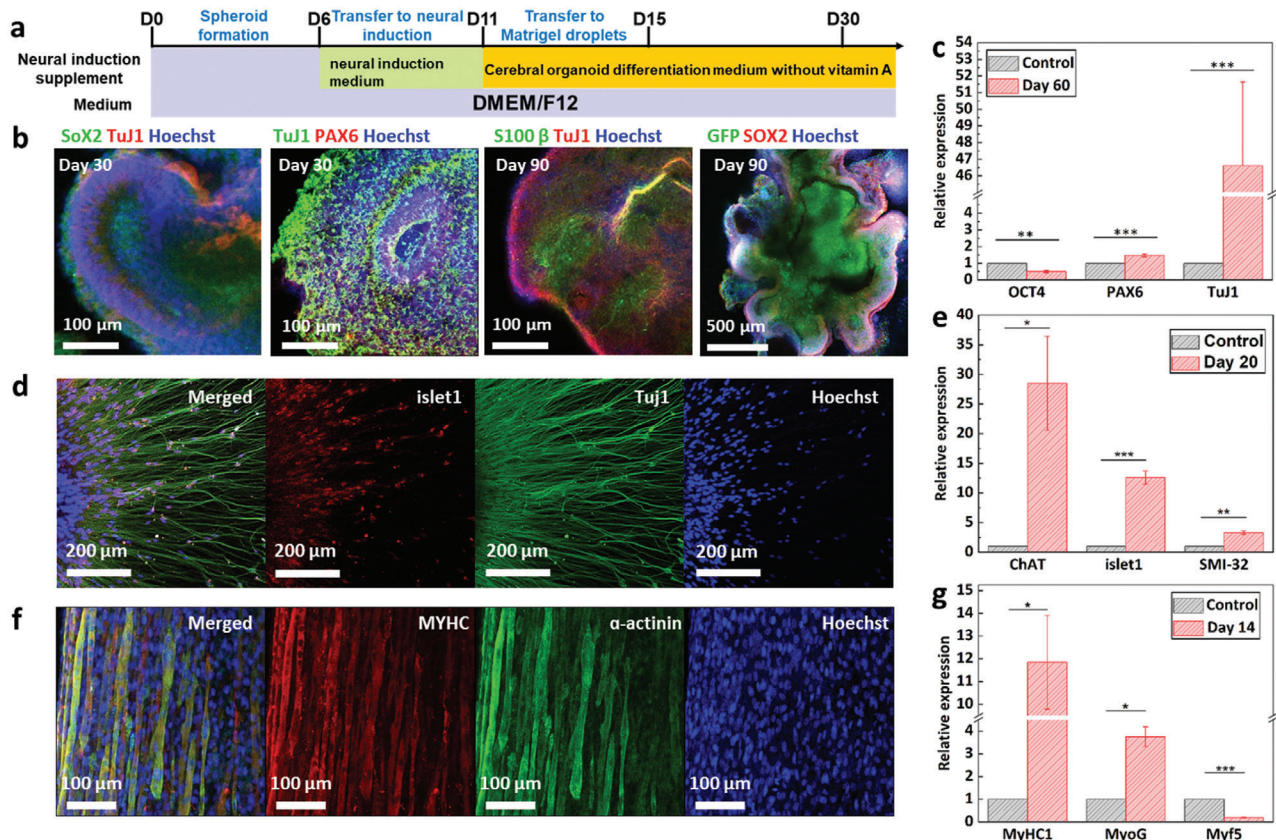 a
D0
Spheroid
formation
D6
Transfer to neural
induction
D11
Transfer to
Matrigel droplets
D15
D30
Neural induction
supplement
neural induction
medium
Cerebral organoid differentiation medium without vitamin A
Medium
DMEM/F12
b
SoX2 TuJ1 Hoechst
Day 30
100 μm
TuJ1 PAX6 Hoechst
Day 30
100 μm
S100 β TuJ1 Hoechst
Day 90
100 μm
GFP SOX2 Hoechst
Day 90
500 μm
c
Relative expression
54
53
52
51
50
49
48
47
46
4
3
2
1
0
Control
Day 60
**
***
***
OCT4
PAX6
TuJ1
d
Merged
200 μm
islet1
200 μm
Tuj1
200 μm
Hoechst
200 μm
e
Relative expression
40
35
30
25
20
15
10
5
0
Control
Day 20
*
***
**
ChAT
islet1
SMI-32
f
Merged
100 μm
MYHC
100 μm
α-actinin
100 μm
Hoechst
100 μm
g
Relative expression
15
14
13
12
11
10
4
3
2
1
0
Control
Day 14
*
*
***
MyHC1
MyoG
Myf5